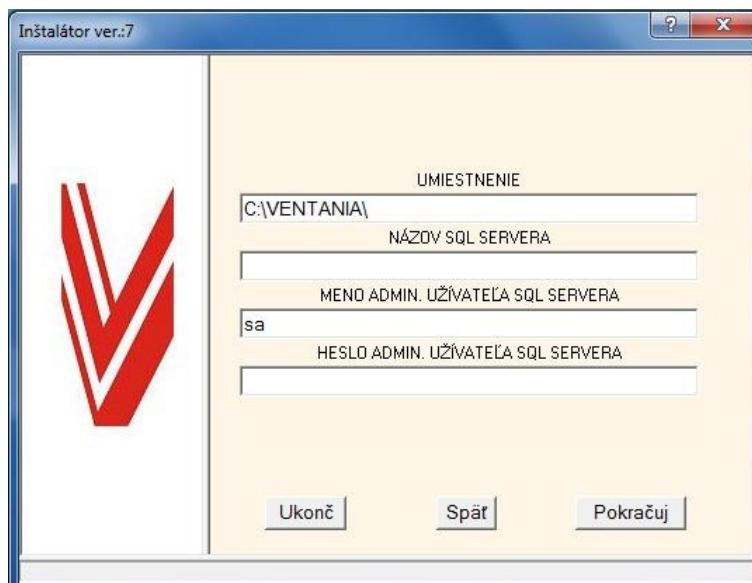 Inštalátor ver.:7
UMIESTNENIE
C:\VENTANIA\
NÁZOV SQL SERVERA
MENO ADMIN. UŽÍVATEĽA SQL SERVERA
sa
HESLO ADMIN. UŽÍVATEĽA SQL SERVERA
Ukonč Späť Pokračuj